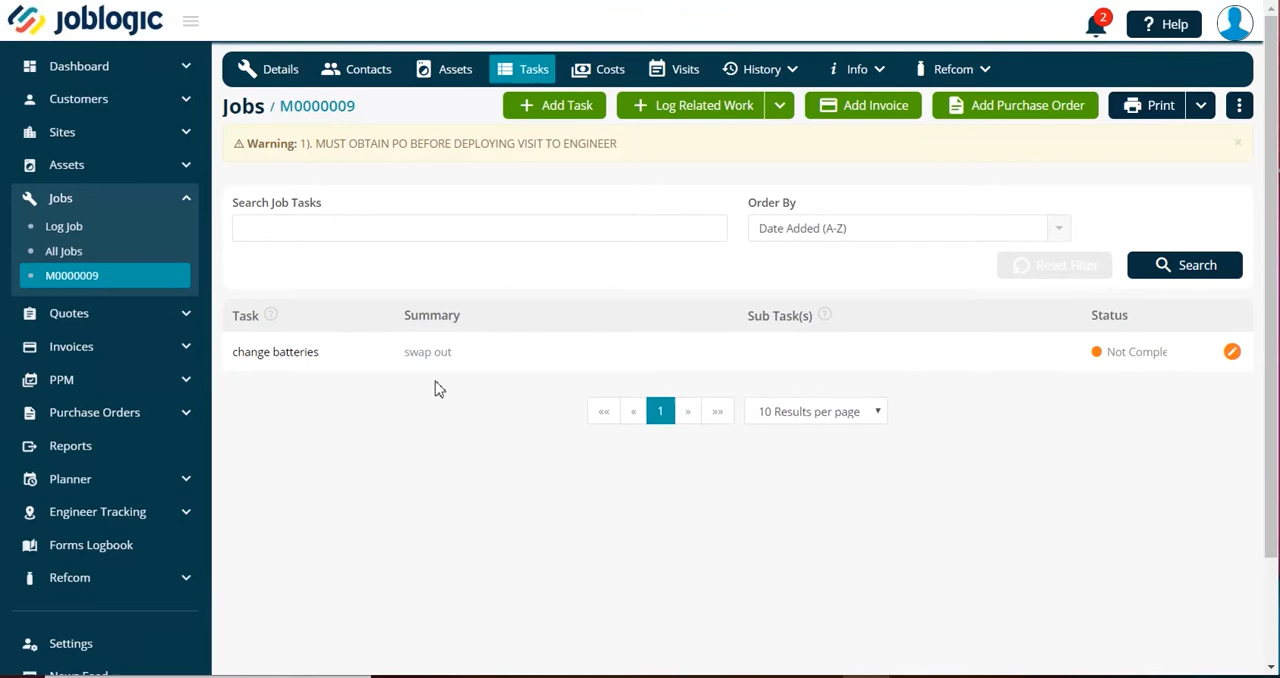 joblogic
2
Help
Dashboard
Customers
Sites
Assets
Jobs
Log Job
All Jobs
M0000009
Quotes
Invoices
PPM
Purchase Orders
Reports
Planner
Engineer Tracking
Forms Logbook
Refcom
Settings
News Feed
Details Contacts Assets Tasks Costs Visits History Info Refcom
Jobs / M0000009
Add Task Log Related Work Add Invoice Add Purchase Order Print
Warning: 1). MUST OBTAIN PO BEFORE DEPLOYING VISIT TO ENGINEER ×
Search Job Tasks Order By
Date Added (A-Z)
Reset Filter Search
Task ? Summary Sub Task(s) ? Status
change batteries swap out Not Comple
«« « 1 » »» 10 Results per page